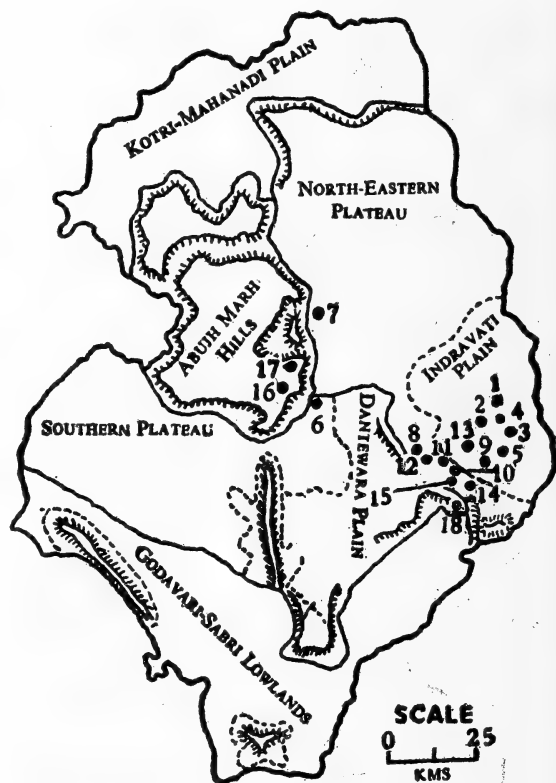 KOTRI-MAHANADI PLAIN
NORTH-EASTERN
PLATEAU
ABUJH MARH
HILLS
7
17
16
6
INDRAVATI
PLAIN
1
2
4
3
13
8
9
5
12
11
10
15
14
18
SOUTHERN PLATEAU
DANTEWARA PLAIN
GODAVARI-SABRI LOWLANDS
SCALE
0 25
KMS